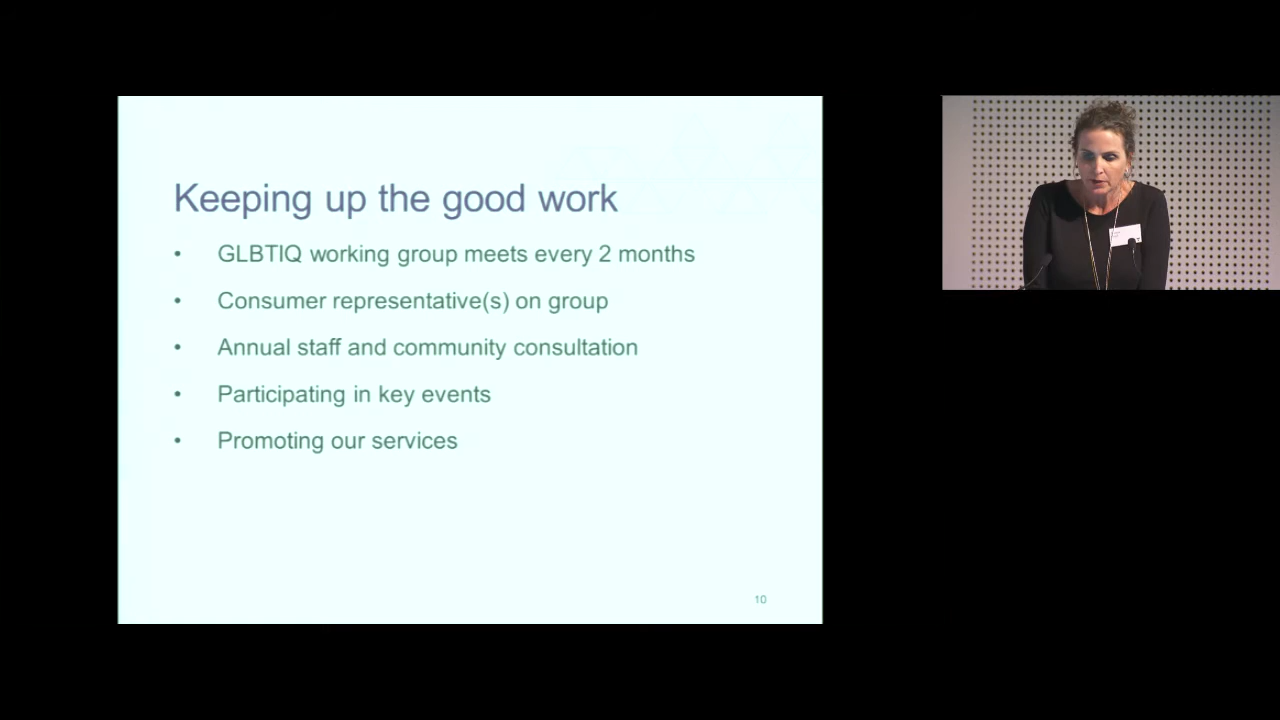 Keeping up the good work
• GLBTIQ working group meets every 2 months
• Consumer representative(s) on group
• Annual staff and community consultation
• Participating in key events
• Promoting our services
10